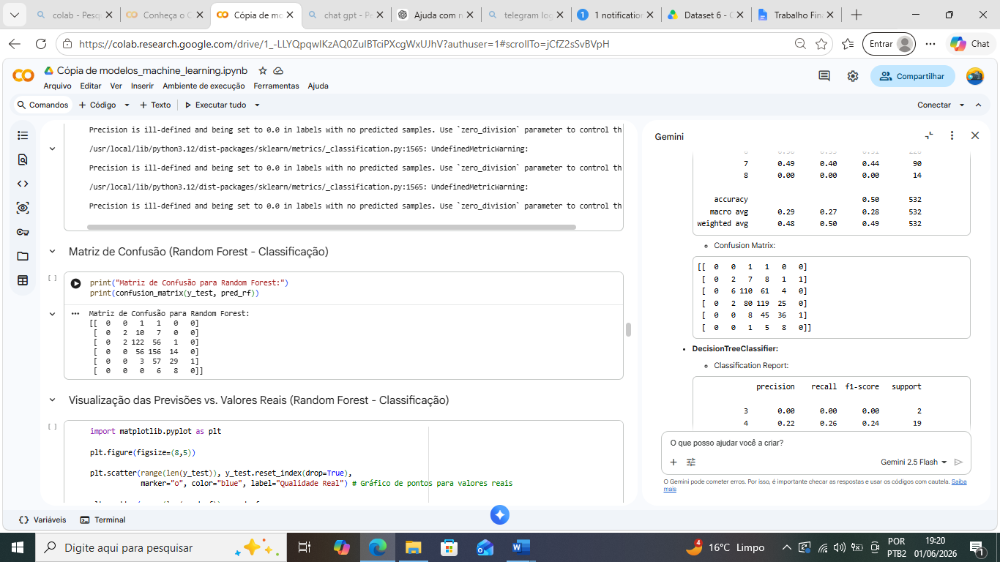 colab - Pesq
Conheça o C
Cópia de mo
chat gpt - Pe
Ajuda com n
telegram log
1 notification
Dataset 6 - C
Trabalho Fina
https://colab.research.google.com/drive/1_-LLYQpqwIKzAQ0ZuIBTciPXcgWxUJhV?authuser=1#scrollTo=jCfZ2sSvBVpH
Entrar
Chat
Cópia de modelos_machine_learning.ipynb
Arquivo Editar Ver Inserir Ambiente de execução Ferramentas Ajuda
Compartilhar
Comandos + Código + Texto Executar tudo
Conectar
Precision is ill-defined and being set to 0.0 in labels with no predicted samples. Use `zero_division` parameter to control th
/usr/local/lib/python3.12/dist-packages/sklearn/metrics/_classification.py:1565: UndefinedMetricWarning:
Precision is ill-defined and being set to 0.0 in labels with no predicted samples. Use `zero_division` parameter to control th
/usr/local/lib/python3.12/dist-packages/sklearn/metrics/_classification.py:1565: UndefinedMetricWarning:
Precision is ill-defined and being set to 0.0 in labels with no predicted samples. Use `zero_division` parameter to control th
Matriz de Confusão (Random Forest - Classificação)
[ ]
print("Matriz de Confusão para Random Forest:")
print(confusion_matrix(y_test, pred_rf))
Matriz de Confusão para Random Forest:
[[ 0 0 1 1 0 0]
[ 0 2 10 7 0 0]
[ 0 2 122 56 1 0]
[ 0 0 56 156 14 0]
[ 0 0 3 57 29 1]
[ 0 0 0 6 8 0]]
Visualização das Previsões vs. Valores Reais (Random Forest - Classificação)
[ ]
import matplotlib.pyplot as plt
plt.figure(figsize=(8,5))
plt.scatter(range(len(y_test)), y_test.reset_index(drop=True),
marker="o", color="blue", label="Qualidade Real") # Gráfico de pontos para valores reais
Gemini
7 0.49 0.40 0.44 90
8 0.00 0.00 0.00 14
accuracy 0.50 532
macro avg 0.29 0.27 0.28 532
weighted avg 0.48 0.50 0.49 532
Confusion Matrix:
[[ 0 0 1 1 0 0]
[ 0 2 7 8 1 1]
[ 0 6 110 61 4 0]
[ 0 2 80 119 25 0]
[ 0 0 8 45 36 1]
[ 0 0 1 5 8 0]]
DecisionTreeClassifier:
Classification Report:
precision recall f1-score support
3 0.00 0.00 0.00 2
4 0.22 0.26 0.24 19
O que posso ajudar você a criar?
Gemini 2.5 Flash
O Gemini pode cometer erros. Por isso, é importante checar as respostas e usar os códigos com cautela. Saiba
mais
Variáveis Terminal
Digite aqui para pesquisar
4
16°C Limpo
POR
PTB2
19:20
01/06/2026
1